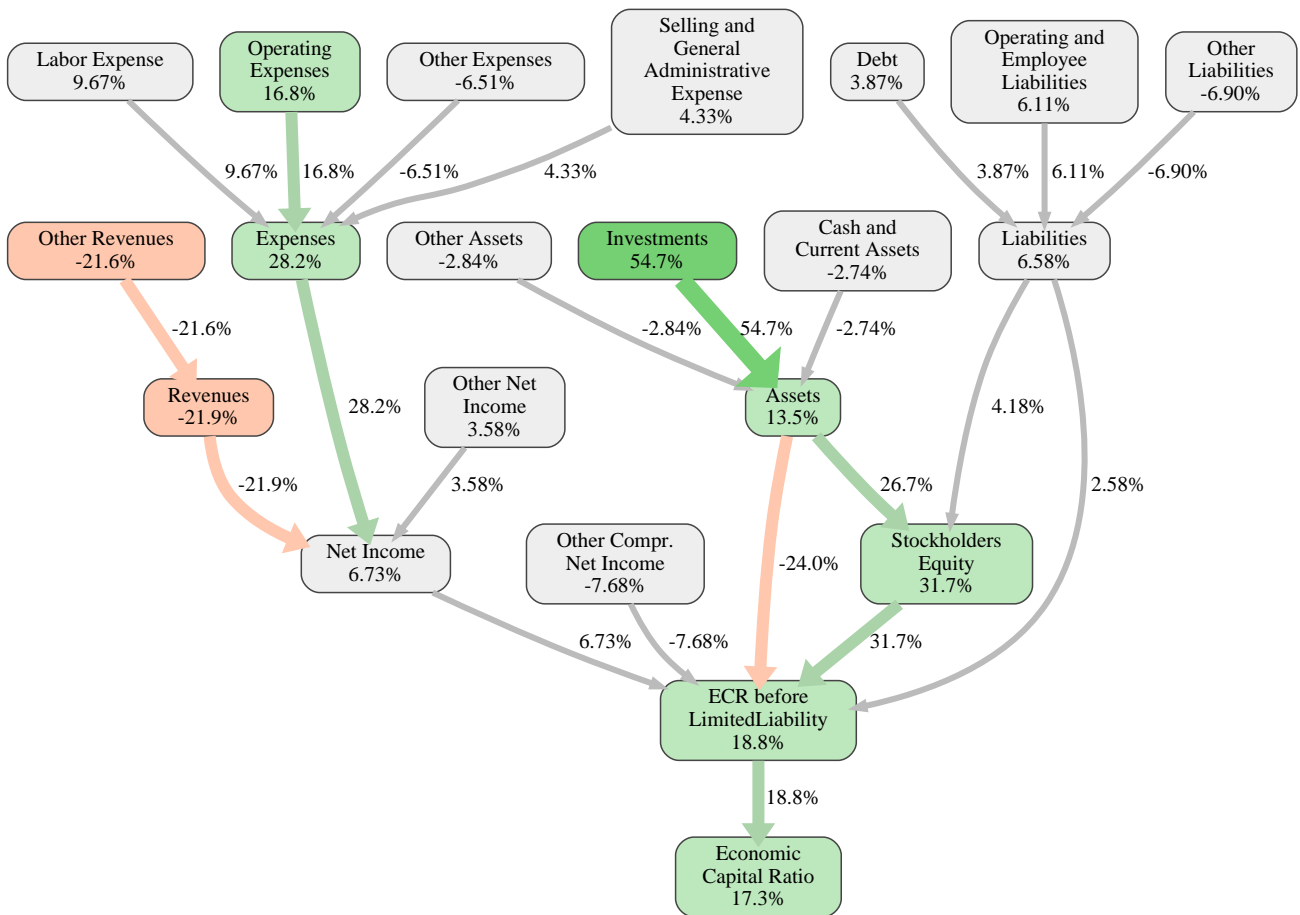 Labor Expense
9.67%
Operating
Expenses
16.8%
Other Expenses
-6.51%
Selling and
General
Administrative
Expense
4.33%
Debt
3.87%
Operating and
Employee
Liabilities
6.11%
Other
Liabilities
-6.90%
9.67%
16.8%
-6.51%
4.33%
3.87%
6.11%
-6.90%
Other Revenues
-21.6%
Expenses
28.2%
Other Assets
-2.84%
Investments
54.7%
Cash and
Current Assets
-2.74%
Liabilities
6.58%
-21.6%
-2.84%
54.7%
-2.74%
Revenues
-21.9%
28.2%
Other Net
Income
3.58%
Assets
13.5%
4.18%
-21.9%
3.58%
26.7%
2.58%
Net Income
6.73%
Other Compr.
Net Income
-7.68%
-24.0%
Stockholders
Equity
31.7%
6.73%
-7.68%
31.7%
ECR before
LimitedLiability
18.8%
18.8%
Economic
Capital Ratio
17.3%